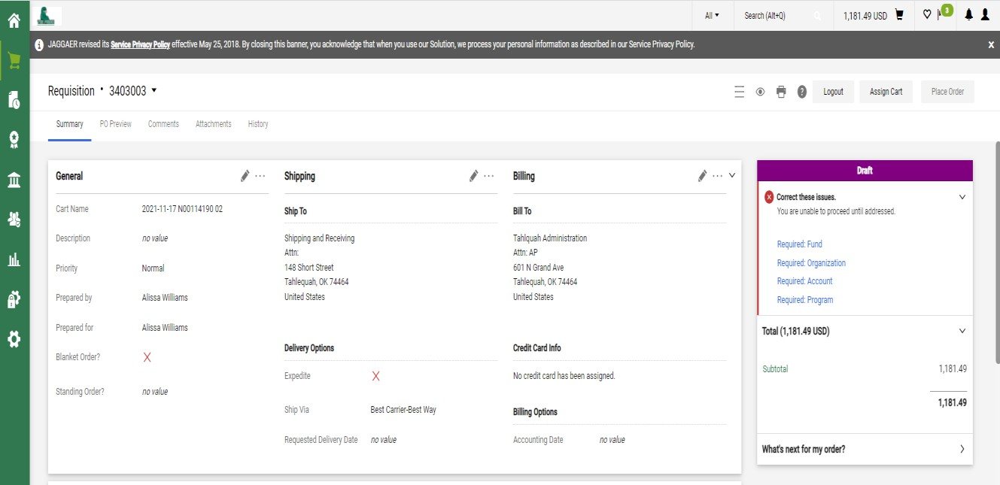 All
Search (Alt+Q)
1,181.49 USD
3
JAGGAER revised its Service Privacy Policy effective May 25, 2018. By closing this banner, you acknowledge that when you use our Solution, we process your personal information as described in our Service Privacy Policy.
x
Requisition • 3403003
Logout
Assign Cart
Place Order
Summary
PO Preview
Comments
Attachments
History
General
Cart Name 2021-11-17 N00114190 02
Description no value
Priority Normal
Prepared by Alissa Williams
Prepared for Alissa Williams
Blanket Order? X
Standing Order? no value
Shipping
Ship To
Shipping and Receiving
Attn:
148 Short Street
Tahlequah, OK 74464
United States
Delivery Options
Expedite X
Ship Via Best Carrier-Best Way
Requested Delivery Date no value
Billing
Bill To
Tahlquah Administration
Attn: AP
601 N Grand Ave
Tahlequah, OK 74464
United States
Credit Card Info
No credit card has been assigned.
Billing Options
Accounting Date no value
Draft
Correct these issues.
You are unable to proceed until addressed.
Required: Fund
Required: Organization
Required: Account
Required: Program
Total (1,181.49 USD)
Subtotal 1,181.49
1,181.49
What's next for my order?